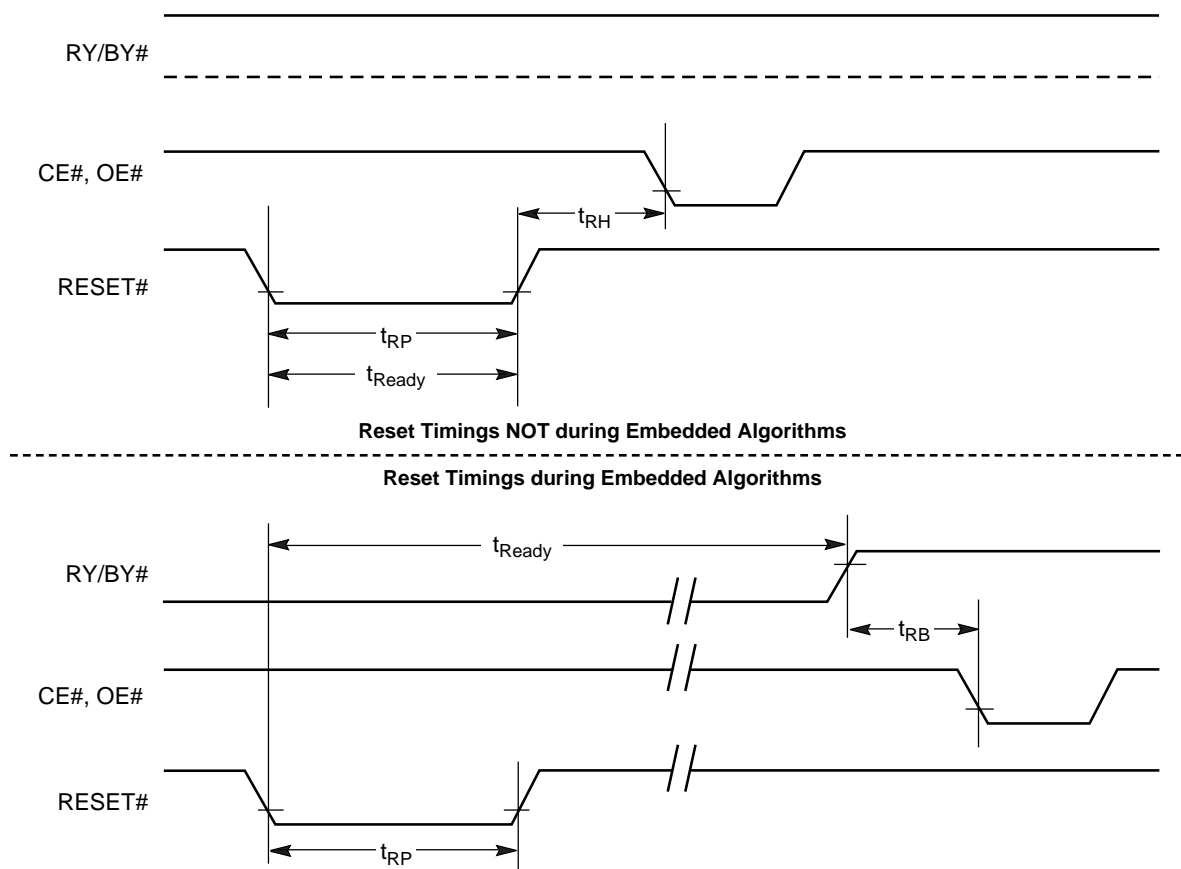 RY/BY#
CE#, OE#
tRH
RESET#
tRP
tReady
Reset Timings NOT during Embedded Algorithms
Reset Timings during Embedded Algorithms
tReady
RY/BY#
tRB
CE#, OE#
RESET#
tRP